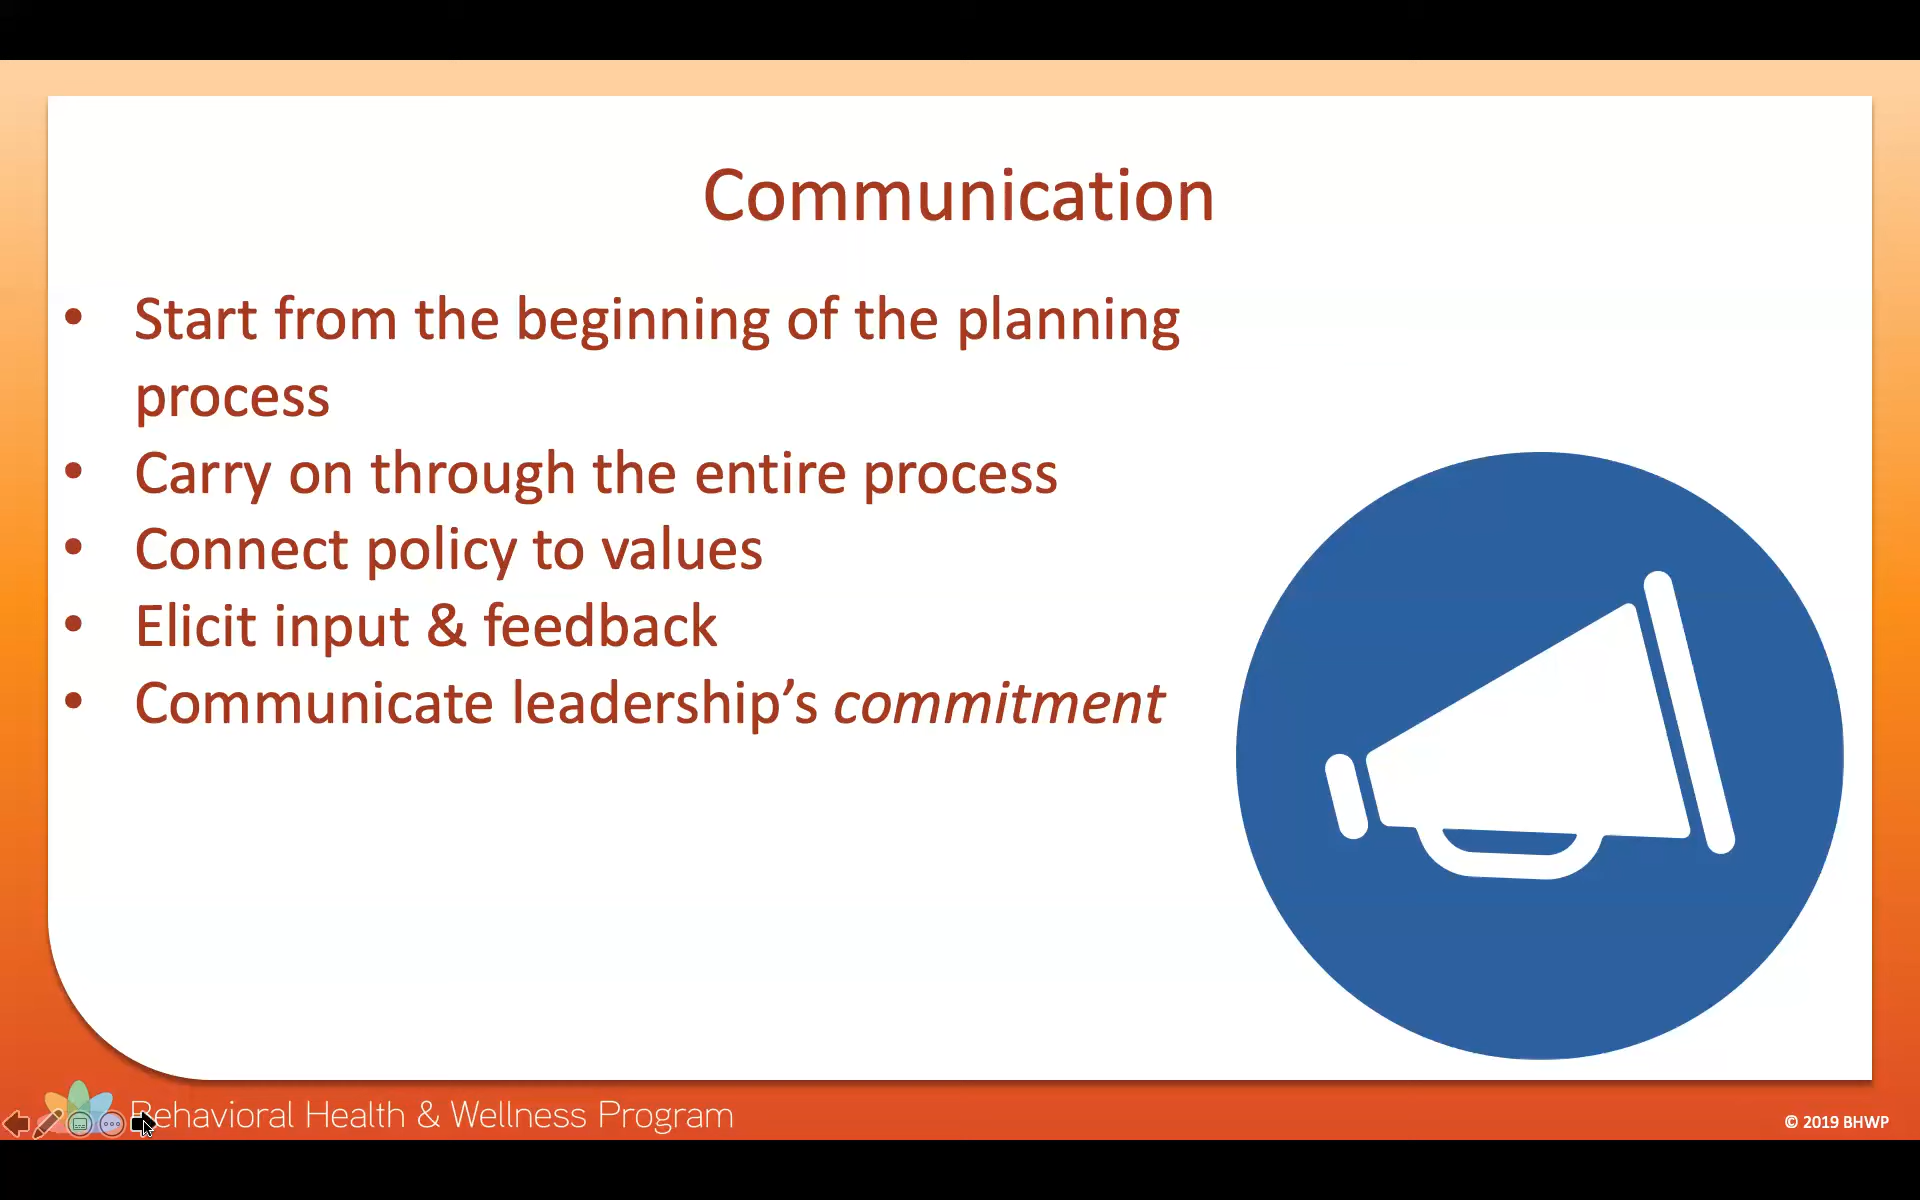 Communication
• Start from the beginning of the planning
process
• Carry on through the entire process
• Connect policy to values
• Elicit input & feedback
• Communicate leadership’s commitment
Behavioral Health & Wellness Program
© 2019 BHWP